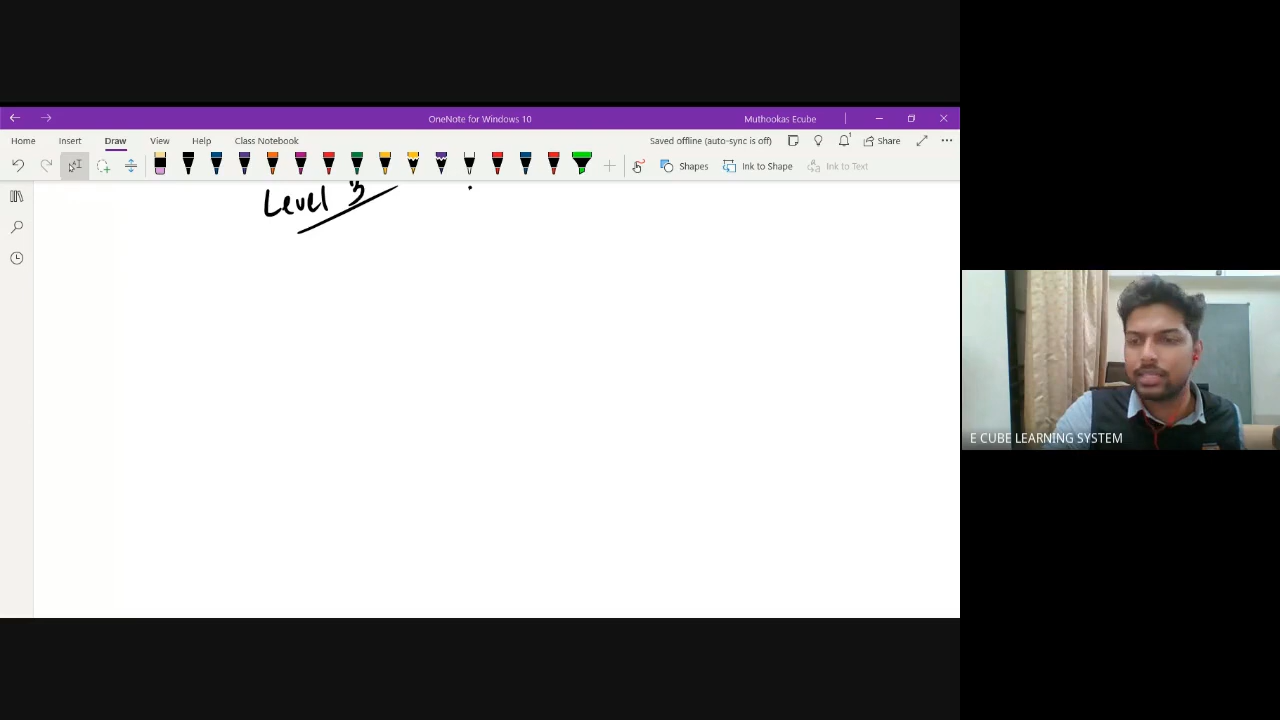 OneNote for Windows 10
Muthookas Ecube
Home Insert Draw View Help Class Notebook
Saved offline (auto-sync is off)
1
Share
Shapes
Ink to Shape
Ink to Text
Level 3
E CUBE LEARNING SYSTEM